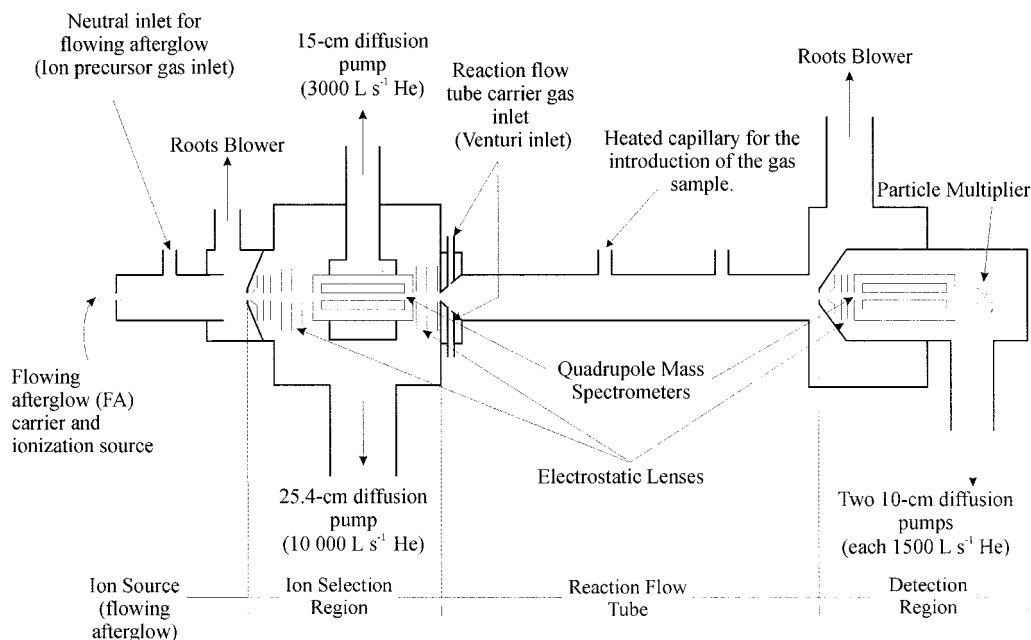 Neutral inlet for
flowing afterglow
(Ion precursor gas inlet)
15-cm diffusion
pump
(3000 L s⁻¹ He)
Reaction flow
tube carrier gas
inlet
(Venturi inlet)
Roots Blower
Roots Blower
Heated capillary for the
introduction of the gas
sample.
Particle Multiplier
Flowing
afterglow (FA)
carrier and
ionization source
Quadrupole Mass
Spectrometers
Electrostatic Lenses
25.4-cm diffusion
pump
(10 000 L s⁻¹ He)
Two 10-cm diffusion
pumps
(each 1500 L s⁻¹ He)
Ion Source
(flowing
afterglow)
Ion Selection
Region
Reaction Flow
Tube
Detection
Region